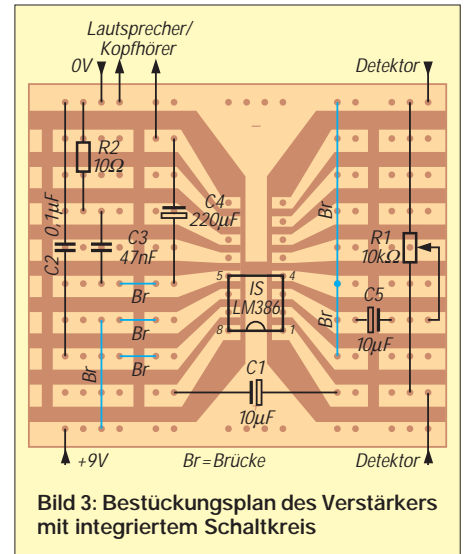 Lautsprecher/
Kopfhörer
0V
Detektor
R2
10Ω
C2 0,1µF
C3
47nF
C4
220µF
Br
R1
10kΩ
5 4
IS
LM386
8 1
Br
Br
Br
Br
Br
C5
10µF
C1
10µF
+9V
Br=Brücke
Detektor
Bild 3: Bestückungsplan des Verstärkers
mit integriertem Schaltkreis